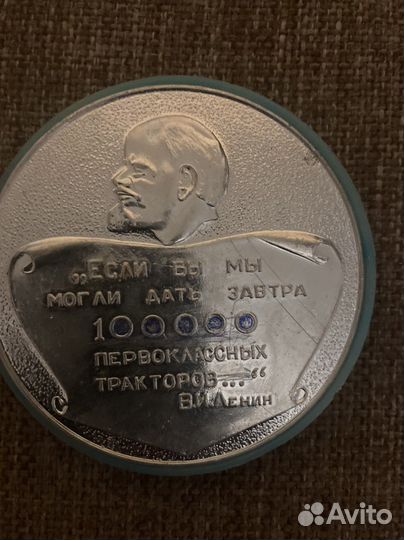 „ЕСЛИ БЫ МЫ
МОГЛИ ДАТЬ ЗАВТРА
100000
ПЕРВОКЛАССНЫХ
ТРАКТОРОВ...“
В.И.ЛЕНИН
Avito